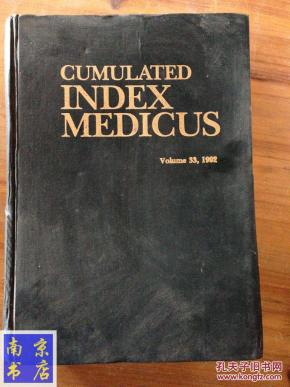 CUMULATED
INDEX
MEDICUS
Volume 33, 1992
南京
书店
孔夫子旧书网